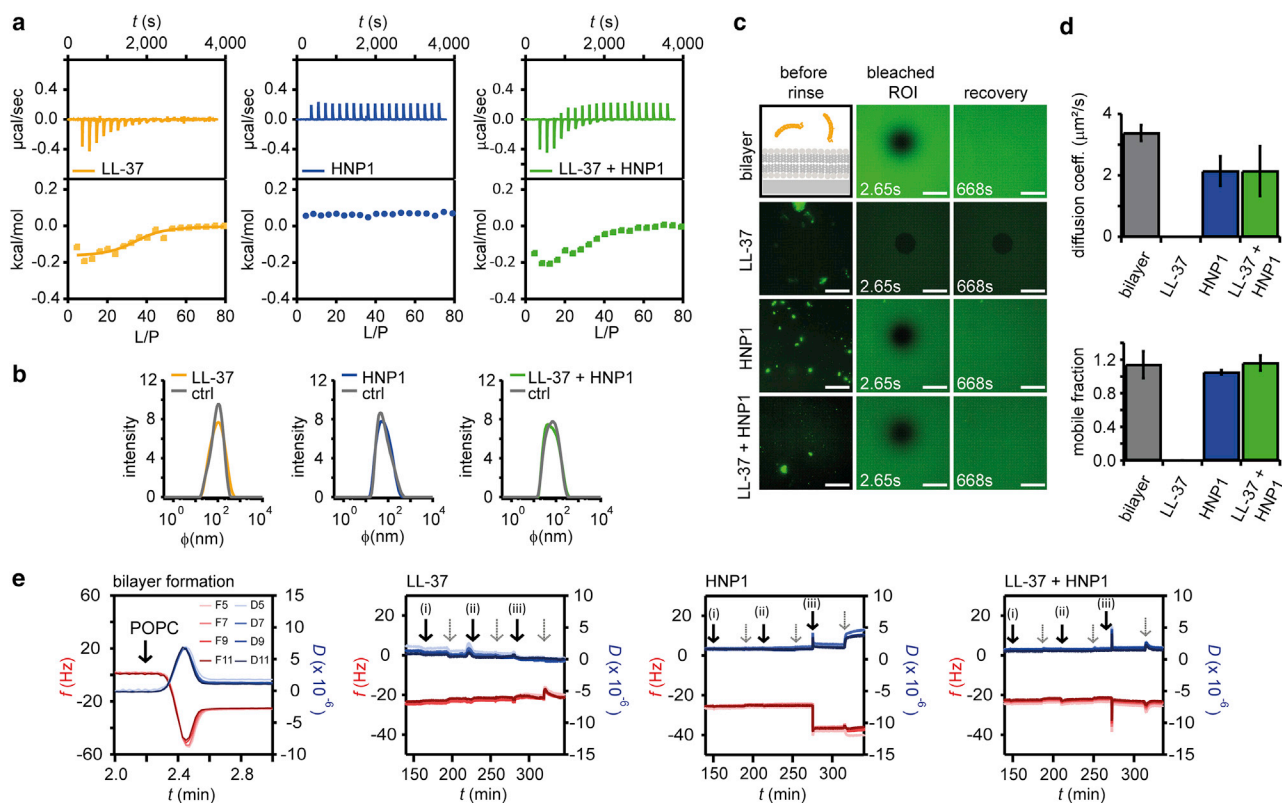 a
t (s)
0 2,000 4,000
t (s)
0 2,000 4,000
t (s)
0 2,000 4,000
µcal/sec
0.4
0.0
-0.4
LL-37
µcal/sec
0.4
0.0
-0.4
HNP1
µcal/sec
0.4
0.0
-0.4
LL-37 + HNP1
kcal/mol
0.2
0.0
-0.2
-0.4
0 20 40 60 80
L/P
kcal/mol
0.2
0.0
-0.2
-0.4
0 20 40 60 80
L/P
kcal/mol
0.2
0.0
-0.2
-0.4
0 20 40 60 80
L/P
b
LL-37
ctrl
intensity
12
8
4
0
10⁰ 10² 10⁴
ϕ(nm)
HNP1
ctrl
intensity
12
8
4
0
10⁰ 10² 10⁴
ϕ(nm)
LL-37 + HNP1
ctrl
intensity
12
8
4
0
10⁰ 10² 10⁴
ϕ(nm)
c
before rinse
bleached ROI
recovery
bilayer
2.65s
668s
LL-37
2.65s
668s
HNP1
2.65s
668s
LL-37 + HNP1
2.65s
668s
d
diffusion coeff. (µm²/s)
4
2
0
bilayer
LL-37
HNP1
LL-37 +
HNP1
mobile fraction
1.2
0.8
0.4
0.0
bilayer
LL-37
HNP1
LL-37 +
HNP1
e
bilayer formation
POPC
F5 D5
F7 D7
F9 D9
F11 D11
f (Hz)
60
20
-20
-60
D (x 10⁻⁶)
15
10
5
0
-5
-10
2.0 2.4 2.8
t (min)
LL-37
(i) (ii) (iii)
f (Hz)
20
0
-20
-40
D (x 10⁻⁶)
10
5
0
-5
-10
-15
150 200 250 300
t (min)
HNP1
(i) (ii) (iii)
f (Hz)
20
0
-20
-40
D (x 10⁻⁶)
10
5
0
-5
-10
-15
150 200 250 300
t (min)
LL-37 + HNP1
(i) (ii) (iii)
f (Hz)
20
0
-20
-40
D (x 10⁻⁶)
10
5
0
-5
-10
-15
150 200 250 300
t (min)